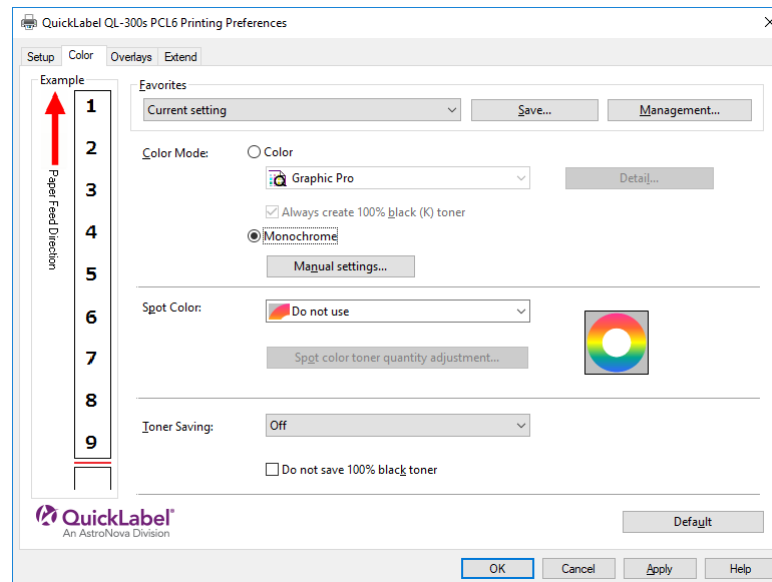 QuickLabel QL-300s PCL6 Printing Preferences
Setup Color Overlays Extend
Example
Paper Feed Direction
1
2
3
4
5
6
7
8
9
Favorites
Current setting Save... Management...
Color Mode: Color
Graphic Pro Detail...
Always create 100% black (K) toner
Monochrome
Manual settings...
Spot Color: Do not use
Spot color toner quantity adjustment...
Toner Saving: Off
Do not save 100% black toner
QuickLabel®
An AstroNova Division
Default
OK Cancel Apply Help